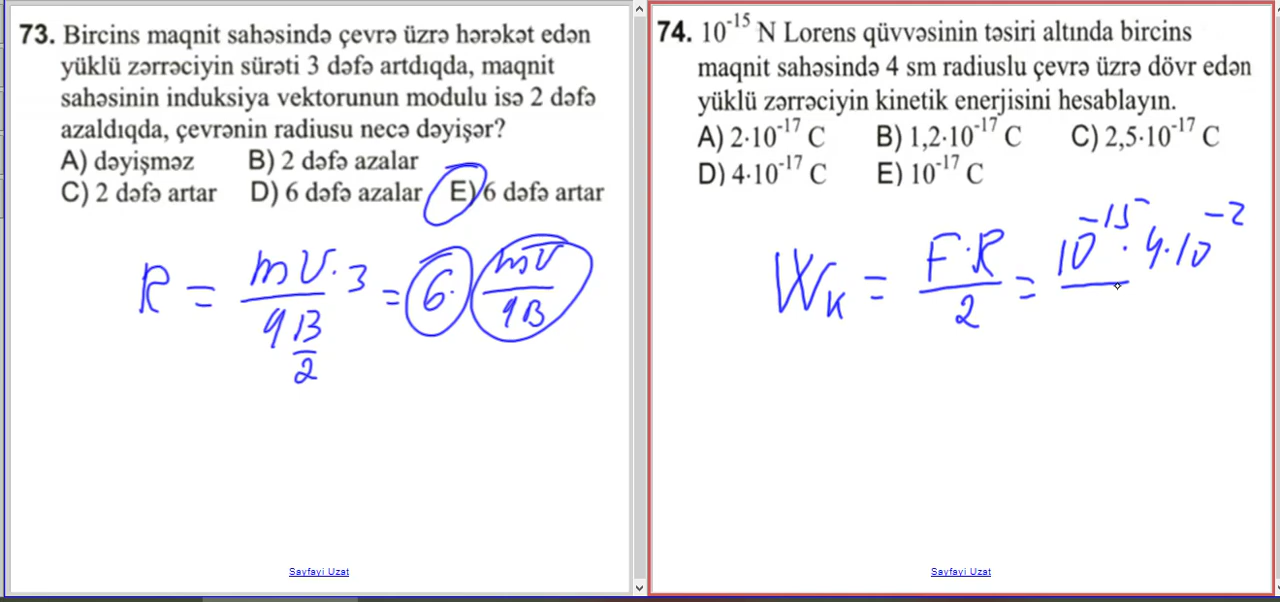 73. Bircins maqnit sahəsində çevrə üzrə hərəkət edən
yüklü zərrəciyin sürəti 3 dəfə artdıqda, maqnit
sahəsinin induksiya vektorunun modulu isə 2 dəfə
azaldıqda, çevrənin radiusu necə dəyişər?
A) dəyişməz B) 2 dəfə azalar
C) 2 dəfə artar D) 6 dəfə azalar E) 6 dəfə artar
R = mv·3 / q B/2 = 6· mv / qB
Sayfayi Uzat
74. 10⁻¹⁵ N Lorens qüvvəsinin təsiri altında bircins
maqnit sahəsində 4 sm radiuslu çevrə üzrə dövr edən
yüklü zərrəciyin kinetik enerjisini hesablayın.
A) 2·10⁻¹⁷ C B) 1,2·10⁻¹⁷ C C) 2,5·10⁻¹⁷ C
D) 4·10⁻¹⁷ C E) 10⁻¹⁷ C
Wk = F·R / 2 = 10⁻¹⁵·4·10⁻²
Sayfayi Uzat